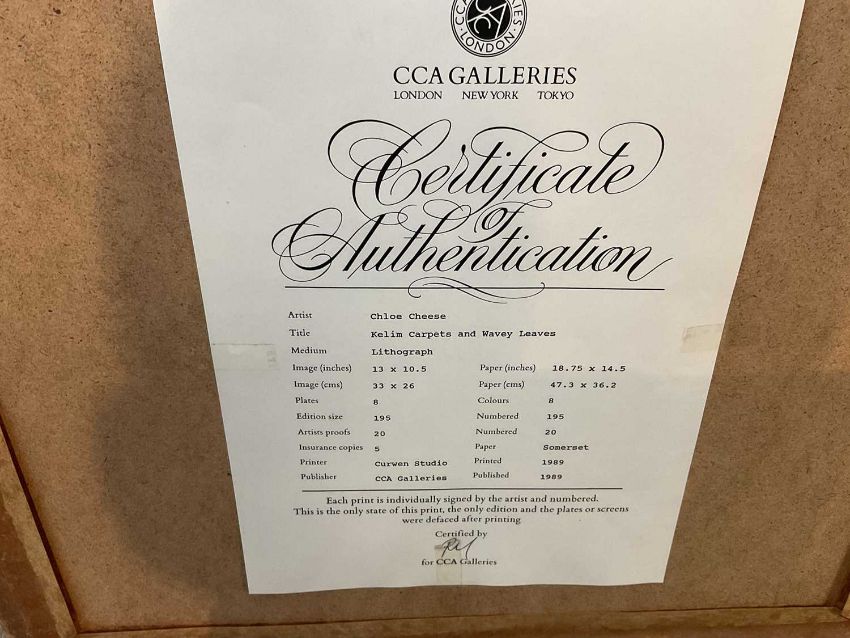 LONDON
CCA GALLERIES
LONDON NEW YORK TOKYO
Certificate
of
Authentication
Artist Chloe Cheese
Title Kelim Carpets and Wavey Leaves
Medium Lithograph
Image (inches) 13 x 10.5 Paper (inches) 18.75 x 14.5
Image (cms) 33 x 26 Paper (cms) 47.3 x 36.2
Plates 8 Colours 8
Edition size 195 Numbered 195
Artists proofs 20 Numbered 20
Insurance copies 5 Paper Somerset
Printer Curwen Studio Printed 1989
Publisher CCA Galleries Published 1989
Each print is individually signed by the artist and numbered.
This is the only state of this print, the only edition and the plates or screens
were defaced after printing
Certified by
for CCA Galleries